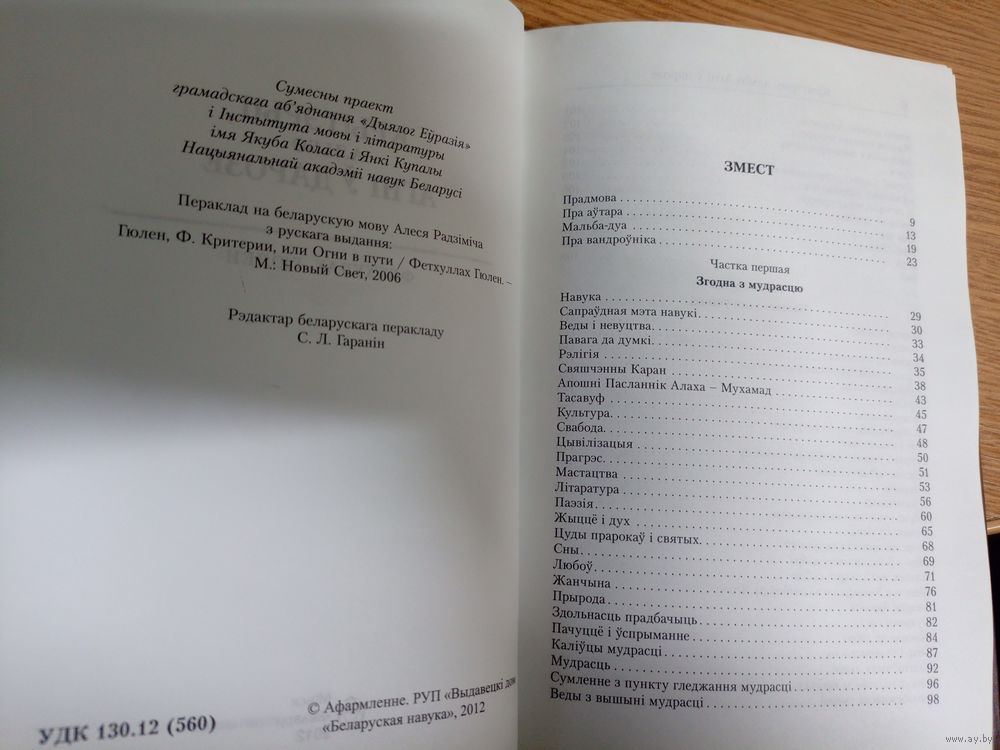 Сумесны праект
грамадскага аб'яднання «Дыялог Еўразія»
і Інстытута мовы і літаратуры
імя Якуба Коласа і Янкі Купалы
Нацыянальнай акадэміі навук Беларусі
Пераклад на беларускую мову Алеся Радзіміча
з рускага выдання:
Гюлен, Ф. Критерии, или Огни в пути / Фетхуллах Гюлен. –
М.: Новый Свет, 2006
Рэдактар беларускага перакладу
С. Л. Гаранін
УДК 130.12 (560)
© Афармленне. РУП «Выдавецкі дом
«Беларуская навука», 2012
ЗМЕСТ
Прадмова 9
Пра аўтара 13
Мальба-дуа 19
Пра вандроўніка 23
Частка першая
Згодна з мудрасцю
Навука 29
Сапраўдная мэта навукі 30
Веды і невуцтва 33
Павага да думкі 34
Рэлігія 35
Свяшчэнны Каран 38
Апошні Пасланнік Алаха – Мухамад 43
Тасавуф 45
Культура 47
Свабода 48
Цывілізацыя 50
Прагрэс 51
Мастацтва 53
Літаратура 56
Паэзія 60
Жыццё і дух 65
Цуды прарокаў і святых 68
Сны 69
Любоў 71
Жанчына 76
Прырода 81
Здольнасць прадбачыць 82
Пачуццё і ўспрыманне 84
Каліўцы мудрасці 87
Мудрасць 92
Сумленне з пункту гледжання мудрасці 96
Веды з вышыні мудрасці 98
www.ay.by